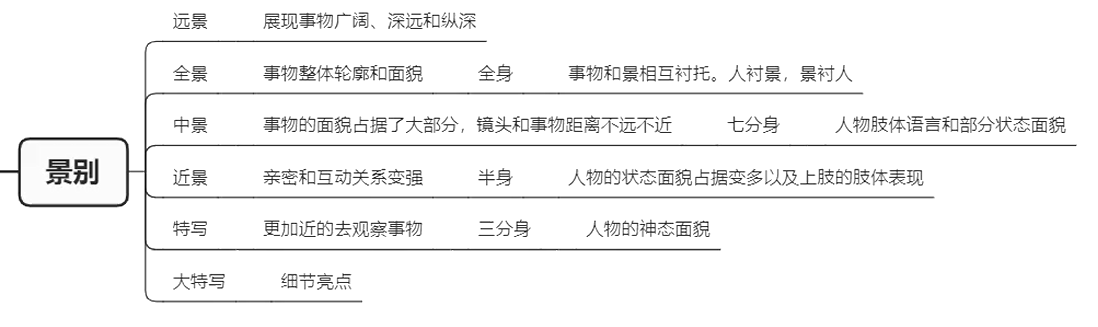 远景 展现事物广阔、深远和纵深
全景 事物整体轮廓和面貌 全身 事物和景相互衬托。人衬景，景衬人
中景 事物的面貌占据了大部分，镜头和事物距离不远不近 七分身 人物肢体语言和部分状态面貌
景别
近景 亲密和互动关系变强 半身 人物的状态面貌占据变多以及上肢的肢体表现
特写 更加近的去观察事物 三分身 人物的神态面貌
大特写 细节亮点